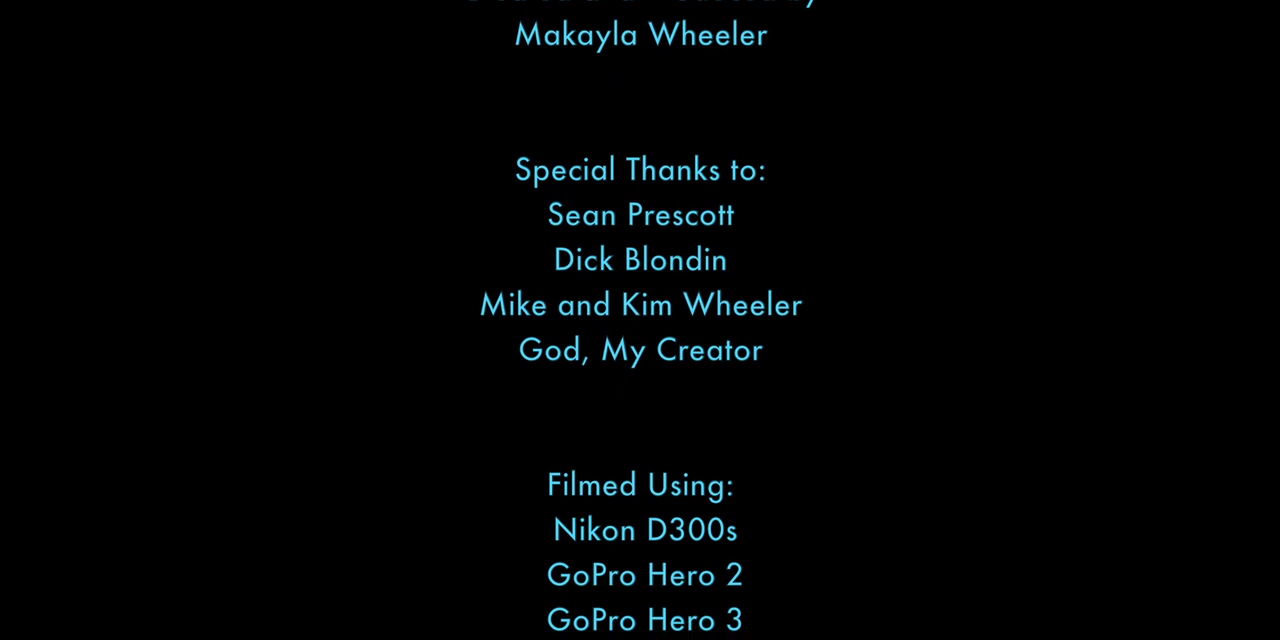 by
Makayla Wheeler
Special Thanks to:
Sean Prescott
Dick Blondin
Mike and Kim Wheeler
God, My Creator
Filmed Using:
Nikon D300s
GoPro Hero 2
GoPro Hero 3